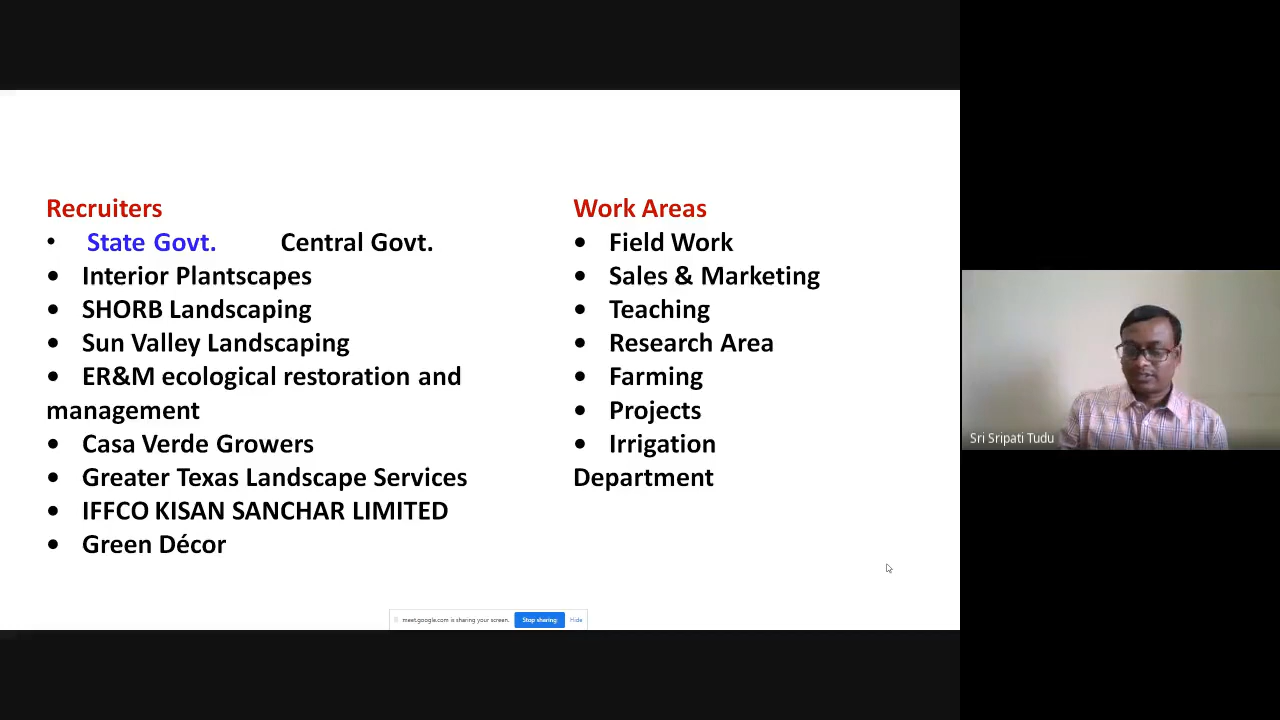 Recruiters
• State Govt. Central Govt.
• Interior Plantscapes
• SHORB Landscaping
• Sun Valley Landscaping
• ER&M ecological restoration and
management
• Casa Verde Growers
• Greater Texas Landscape Services
• IFFCO KISAN SANCHAR LIMITED
• Green Décor
Work Areas
• Field Work
• Sales & Marketing
• Teaching
• Research Area
• Farming
• Projects
• Irrigation
Department
meet.google.com is sharing your screen. Stop sharing Hide
Sri Sripati Tudu